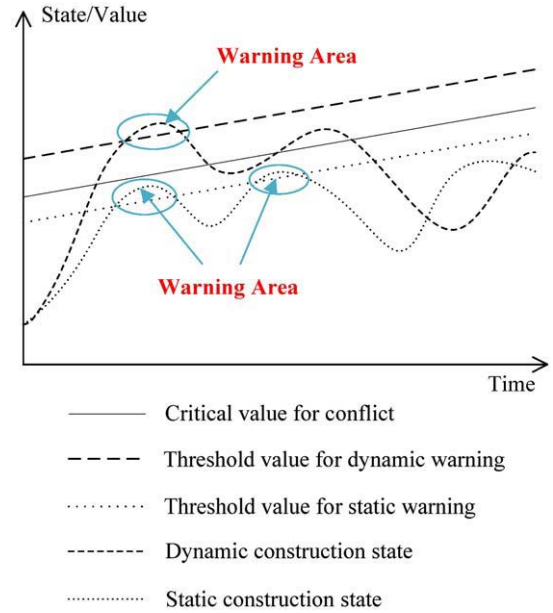 State/Value
Warning Area
Warning Area
Time
Critical value for conflict
Threshold value for dynamic warning
Threshold value for static warning
Dynamic construction state
Static construction state